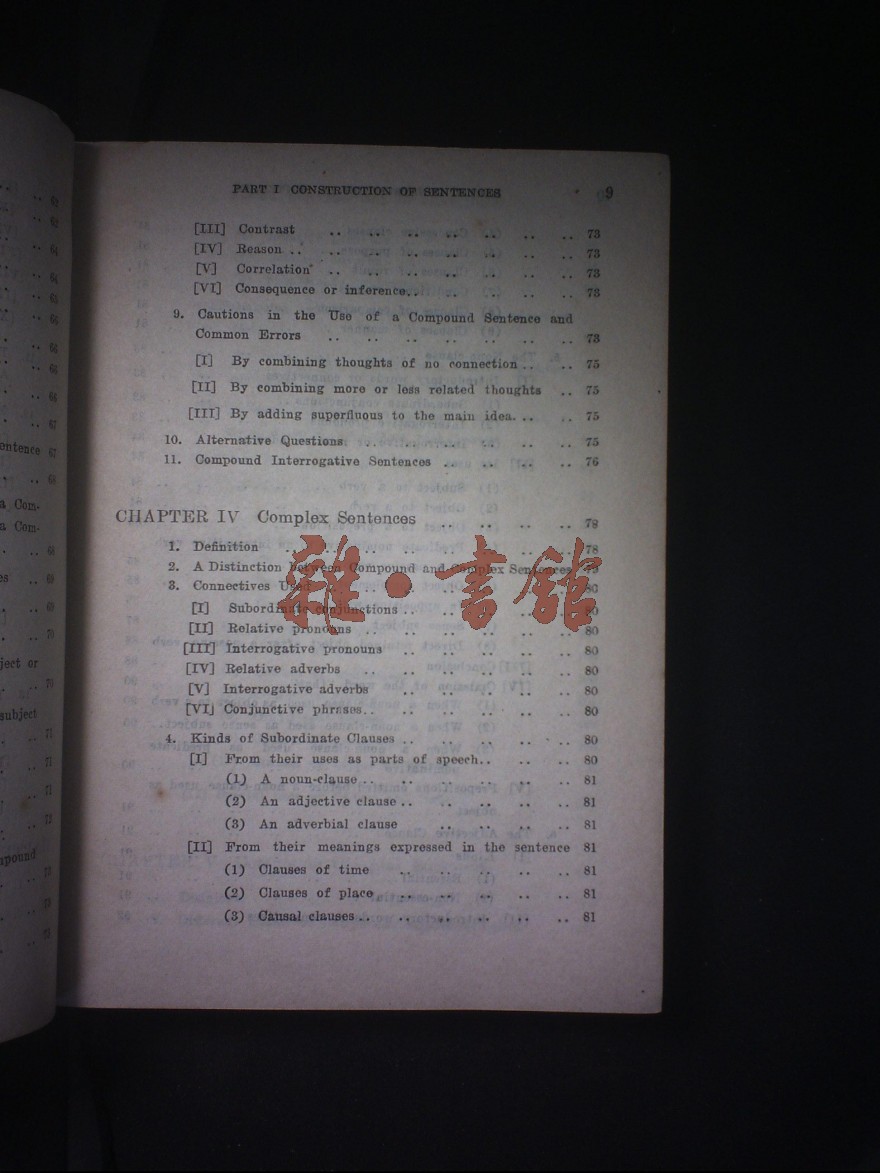 PART I CONSTRUCTION OF SENTENCES 9
[III] Contrast .. .. .. .. .. .. .. 73
[IV] Reason .. .. .. .. .. .. .. 73
[V] Correlation .. .. .. .. .. .. .. 73
[VI] Consequence or inference.. .. .. .. .. 73
9. Cautions in the Use of a Compound Sentence and
Common Errors .. .. .. .. .. .. .. 73
[I] By combining thoughts of no connection .. .. 75
[II] By combining more or less related thoughts .. 75
[III] By adding superfluous to the main idea. .. .. 75
10. Alternative Questions .. .. .. .. .. .. 75
11. Compound Interrogative Sentences .. .. .. .. 76
CHAPTER IV Complex Sentences .. .. .. .. 78
1. Definition .. .. .. .. .. .. .. .. 78
2. A Distinction between Compound and Complex Sentences
3. Connectives Used .. .. .. .. .. .. .. 80
[I] Subordinate conjunctions .. .. .. .. .. 80
[II] Relative pronouns .. .. .. .. .. .. 80
[III] Interrogative pronouns .. .. .. .. .. 80
[IV] Relative adverbs .. .. .. .. .. .. 80
[V] Interrogative adverbs .. .. .. .. .. 80
[VI] Conjunctive phrases.. .. .. .. .. .. 80
4. Kinds of Subordinate Clauses .. .. .. .. .. 80
[I] From their uses as parts of speech.. .. .. 80
(1) A noun-clause .. .. .. .. .. .. 81
(2) An adjective clause .. .. .. .. .. 81
(3) An adverbial clause .. .. .. .. 81
[II] From their meanings expressed in the sentence 81
(1) Clauses of time .. .. .. .. .. 81
(2) Clauses of place .. .. .. .. .. 81
(3) Causal clauses .. .. .. .. .. .. 81
雜·書館